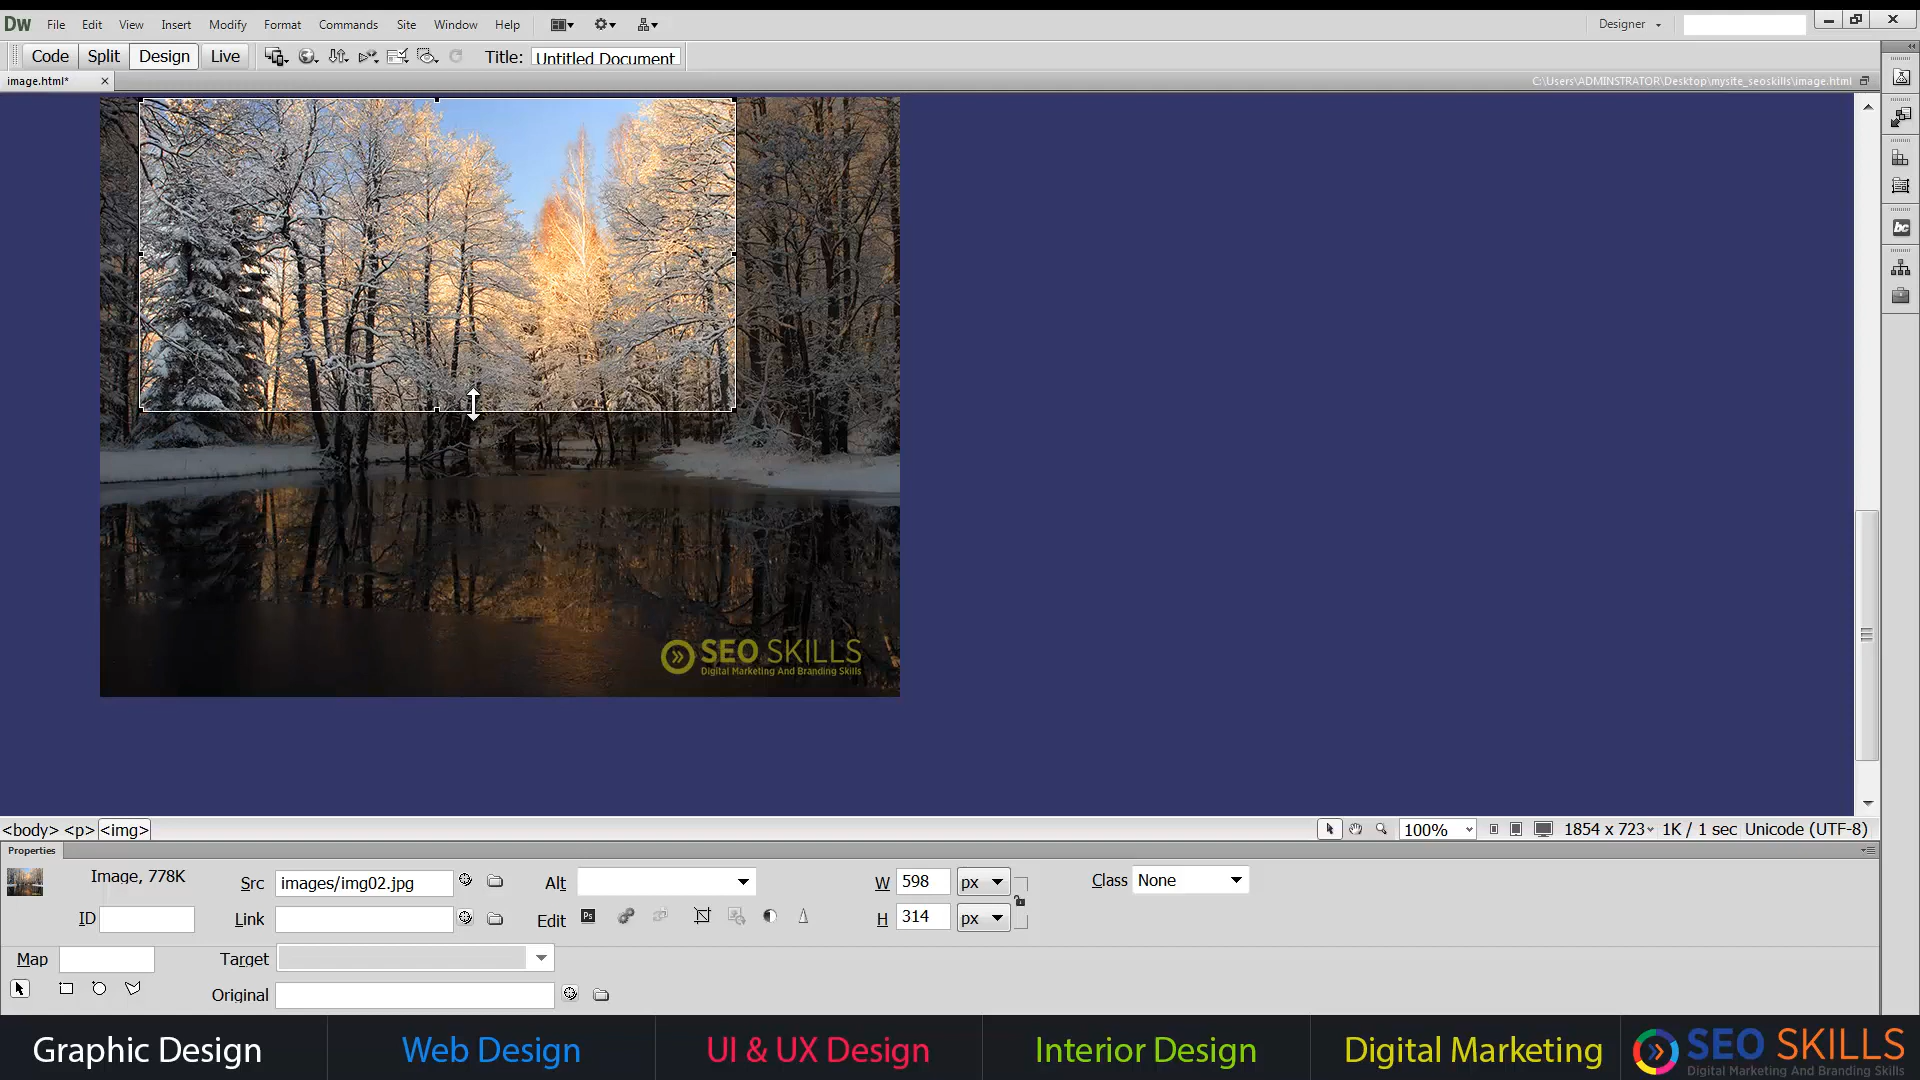 Dw File Edit View Insert Modify Format Commands Site Window Help Designer
Code Split Design Live Title: Untitled Document
image.html* C:\Users\ADMINSTRATOR\Desktop\mysite_seoskills\image.html
bc
SEO SKILLS
Digital Marketing And Branding Skills
<body> <p> <img> 100% 1854 x 723 1K / 1 sec Unicode (UTF-8)
Properties
Image, 778K Src images/img02.jpg Alt W 598 px Class None
ID Link Edit Ps H 314 px
Map Target
Original
Graphic Design Web Design UI & UX Design Interior Design Digital Marketing SEO SKILLS
Digital Marketing And Branding Skills